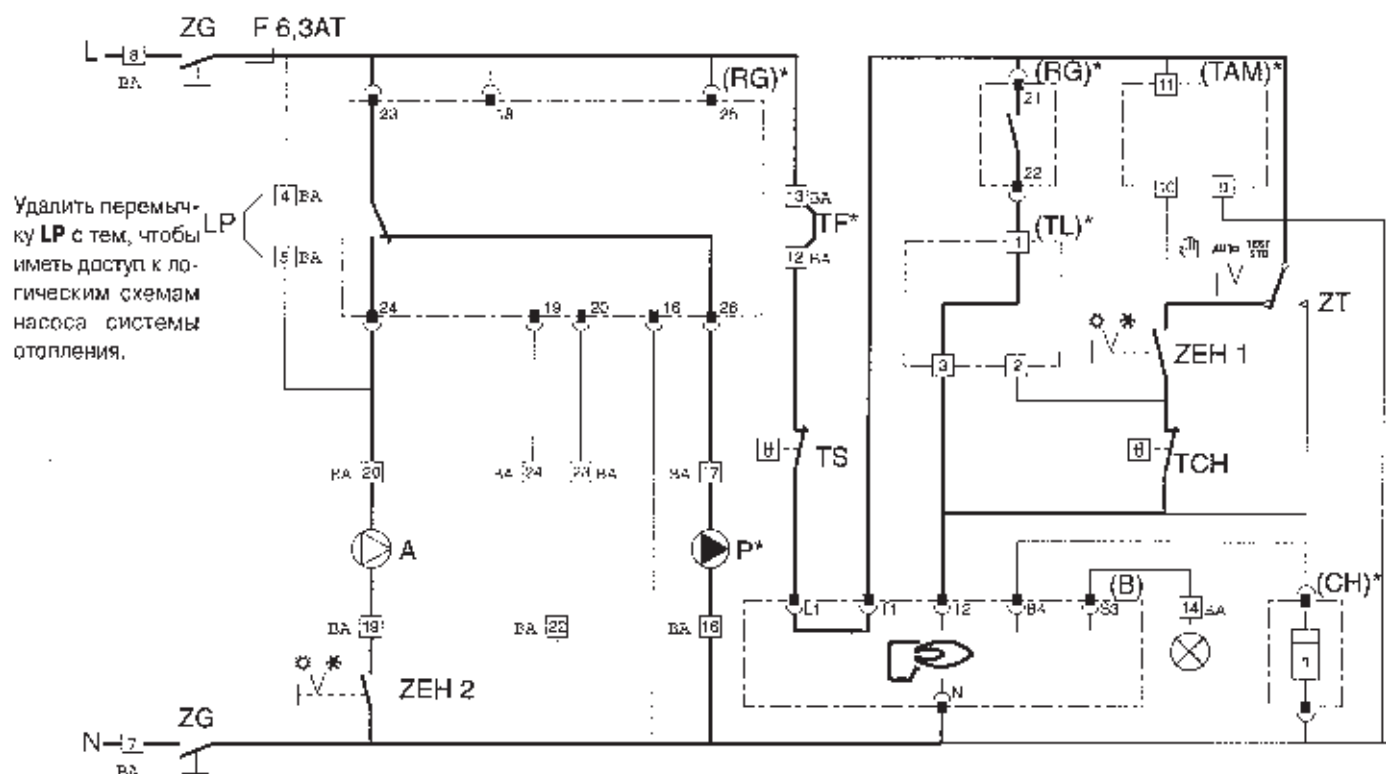 ZG F 6,3AT
L 8
BA
(RG)*
23 18 25
(RG)* (TAM)*
21 11
22
10 9
Удалить перемыч-
ку LP с тем, чтобы
иметь доступ к ло-
гическим схемам
насоса системы
отопления.
LP
4 BA
5 BA
13 BA
TF*
12 BA
(TL)*
1
AUTO TEST STB
ZT
24 19 20 16 26
ZEH 1
3 2
TS
TCH
BA 20
BA 24
23 BA
BA 17
A
P*
(B)
(CH)*
L1 T1 T2 B4 S3
14 BA
BA 19
BA 22
BA 16
ZEH 2
N
ZG
N 7
BA